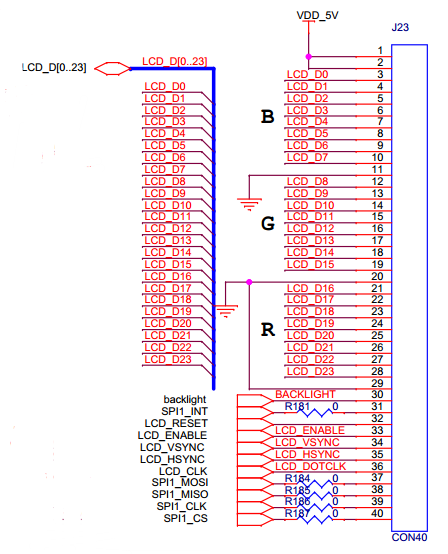 VDD_5V
J23
LCD_D[0..23]
LCD_D[0..23]
LCD_D0
LCD_D1
LCD_D2
LCD_D3
LCD_D4
LCD_D5
LCD_D6
LCD_D7
LCD_D8
LCD_D9
LCD_D10
LCD_D11
LCD_D12
LCD_D13
LCD_D14
LCD_D15
LCD_D16
LCD_D17
LCD_D18
LCD_D19
LCD_D20
LCD_D21
LCD_D22
LCD_D23
backlight
SPI1_INT
LCD_RESET
LCD_ENABLE
LCD_VSYNC
LCD_HSYNC
LCD_CLK
SPI1_MOSI
SPI1_MISO
SPI1_CLK
SPI1_CS
B
G
R
1
2
LCD_D0 3
LCD_D1 4
LCD_D2 5
LCD_D3 6
LCD_D4 7
LCD_D5 8
LCD_D6 9
LCD_D7 10
11
LCD_D8 12
LCD_D9 13
LCD_D10 14
LCD_D11 15
LCD_D12 16
LCD_D13 17
LCD_D14 18
LCD_D15 19
20
LCD_D16 21
LCD_D17 22
LCD_D18 23
LCD_D19 24
LCD_D20 25
LCD_D21 26
LCD_D22 27
LCD_D23 28
29
BACKLIGHT 30
R181 0 31
32
LCD_ENABLE 33
LCD_VSYNC 34
LCD_HSYNC 35
LCD_DOTCLK 36
R184 0 37
R185 0 38
R186 0 39
R187 0 40
CON40